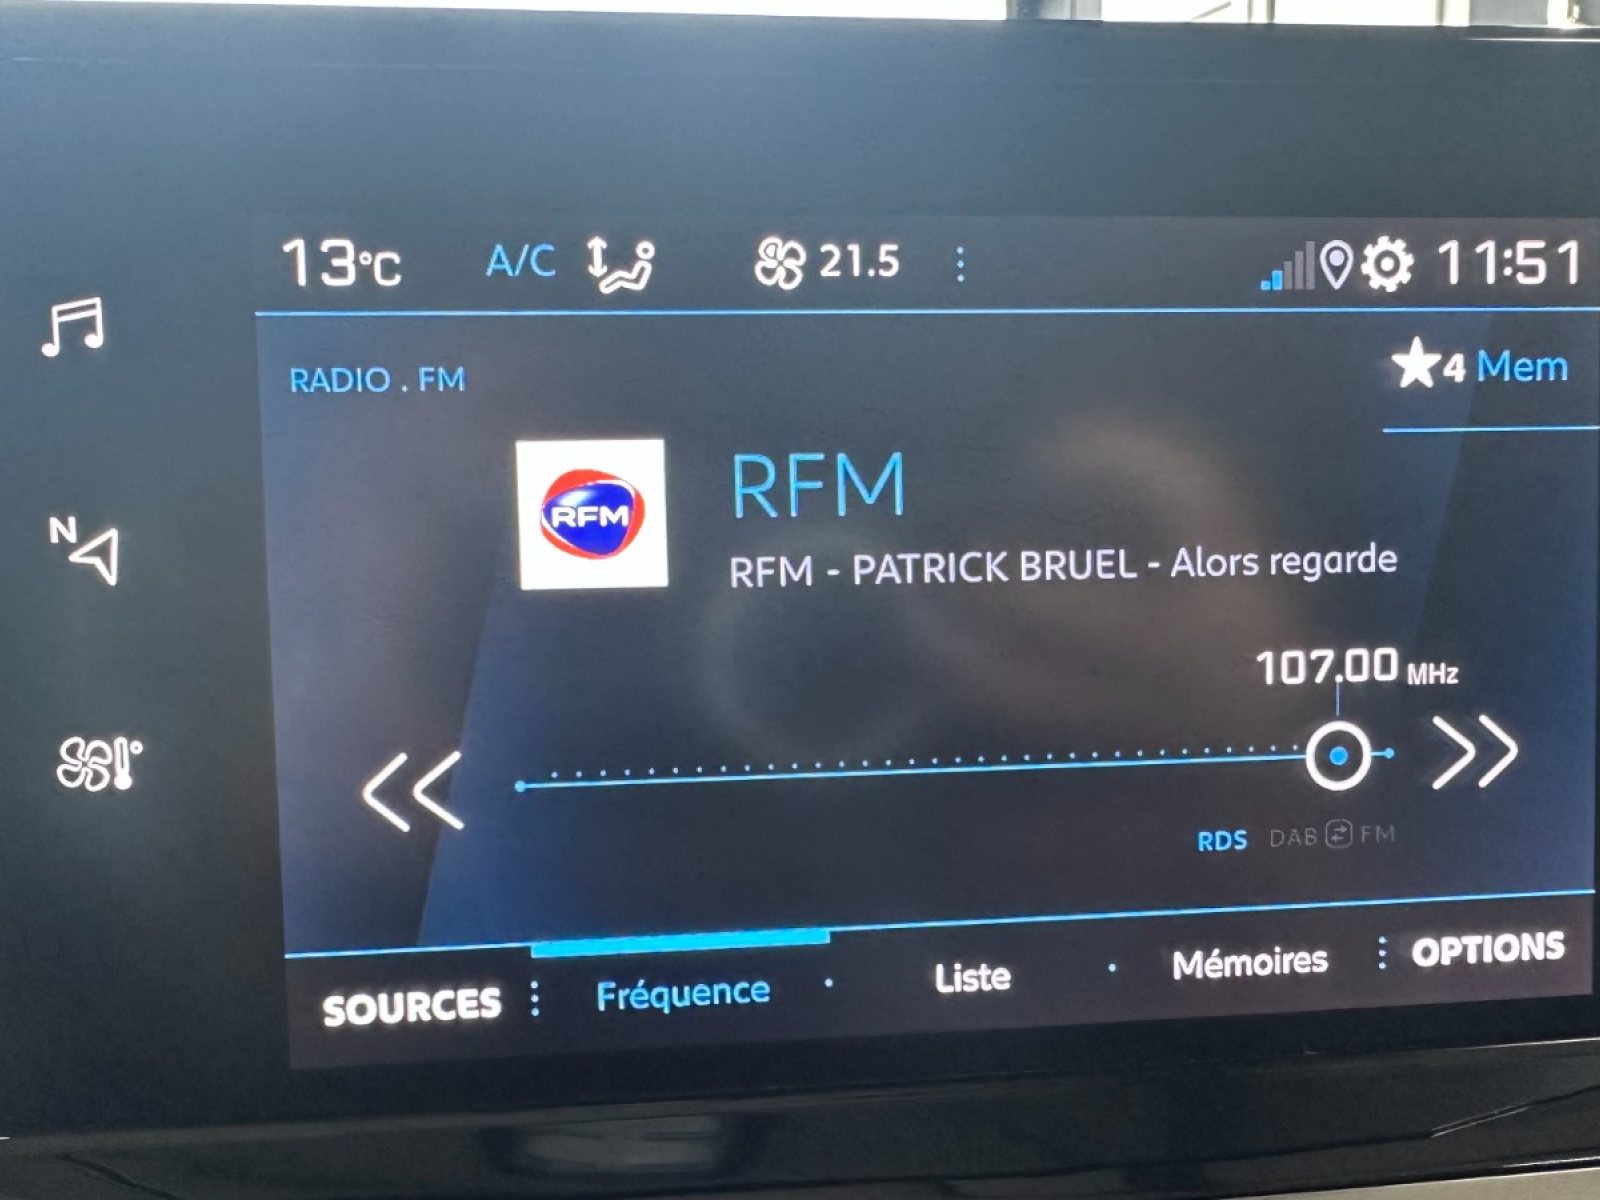 13°C A/C 21.5 11:51
RADIO . FM
4 Mem
RFM
RFM
RFM - PATRICK BRUEL - Alors regarde
107.00 MHz
N
RDS DAB FM
SOURCES Fréquence Liste Mémoires OPTIONS